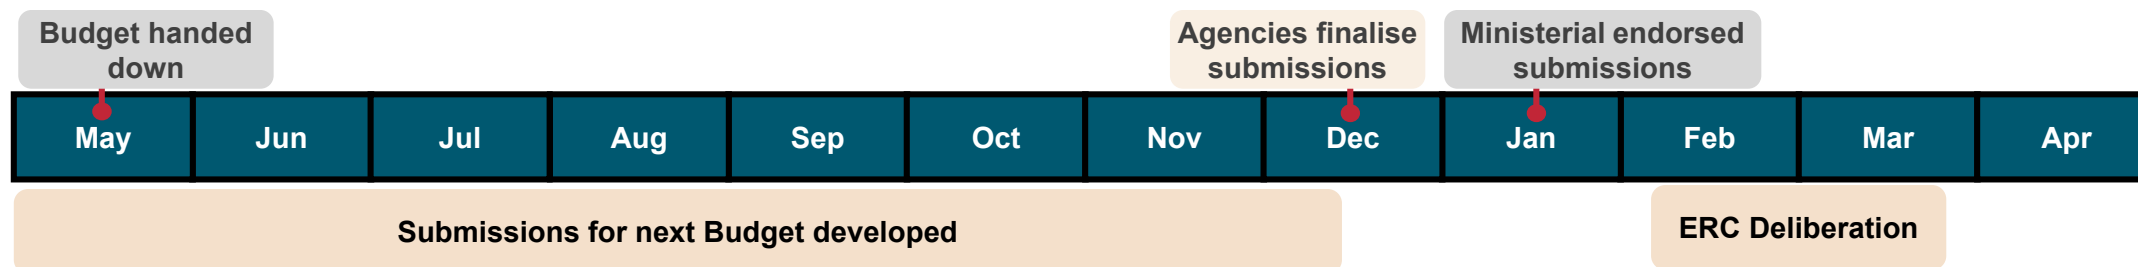 Budget handed
down
Agencies finalise
submissions
Ministerial endorsed
submissions
May Jun Jul Aug Sep Oct Nov Dec Jan Feb Mar Apr
Submissions for next Budget developed
ERC Deliberation